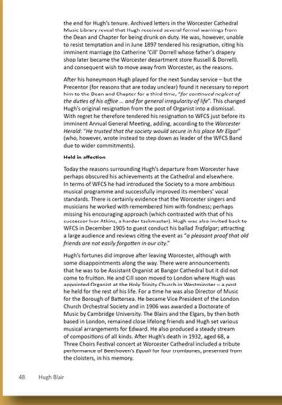 the end for Hugh's tenure. Archived letters in the Worcester Cathedral
Music Library reveal that Hugh received several formal warnings from
the Dean and Chapter for being drunk on duty. He was, however, unable
to resist temptation and in June 1897 tendered his resignation, citing his
imminent marriage (to Catherine 'Cill' Dorrell whose father's drapery
shop later became the Worcester department store Russell & Dorrell),
and consequent wish to move away from Worcester, as the reasons.
After his honeymoon Hugh played for the next Sunday service – but the
Precentor (for reasons that are today unclear) found it necessary to report
him to the Dean and Chapter for a third time, "for continued neglect of
the duties of his office ... and for general irregularity of life". This changed
Hugh's original resignation from the post of Organist into a dismissal.
With regret he therefore tendered his resignation to WFCS just before its
imminent Annual General Meeting, adding, according to the Worcester
Herald: "He trusted that the society would secure in his place Mr Elgar"
(who, however, wrote instead to step down as leader of the WFCS Band
due to wider commitments).
Held in affection
Today the reasons surrounding Hugh's departure from Worcester have
perhaps obscured his achievements at the Cathedral and elsewhere.
In terms of WFCS he had introduced the Society to a more ambitious
musical programme and successfully improved its members' vocal
standards. There is certainly evidence that the Worcester singers and
musicians he worked with remembered him with fondness; perhaps
missing his encouraging approach (which contrasted with that of his
successor Ivor Atkins, a harder taskmaster). Hugh was also invited back to
WFCS in December 1905 to guest conduct his ballad Trafalgar; attracting
a large audience and reviews citing the event as "a pleasant proof that old
friends are not easily forgotten in our city."
Hugh's fortunes did improve after leaving Worcester, although with
some disappointments along the way. There were announcements
that he was to be Assistant Organist at Bangor Cathedral but it did not
come to fruition. He and Cill soon moved to London where Hugh was
appointed Organist at the Holy Trinity Church in Westminster – a post
he held for the rest of his life. For a time he was also Director of Music
for the Borough of Battersea. He became Vice President of the London
Church Orchestral Society and in 1906 was awarded a Doctorate of
Music by Cambridge University. The Blairs and the Elgars, by then both
based in London, remained close lifelong friends and Hugh set various
musical arrangements for Edward. He also produced a steady stream
of compositions of all kinds. After Hugh's death in 1932, aged 68, a
Three Choirs Festival concert at Worcester Cathedral included a tribute
performance of Beethoven's Equali for four trombones, presented from
the cloisters, in his memory.
48 Hugh Blair